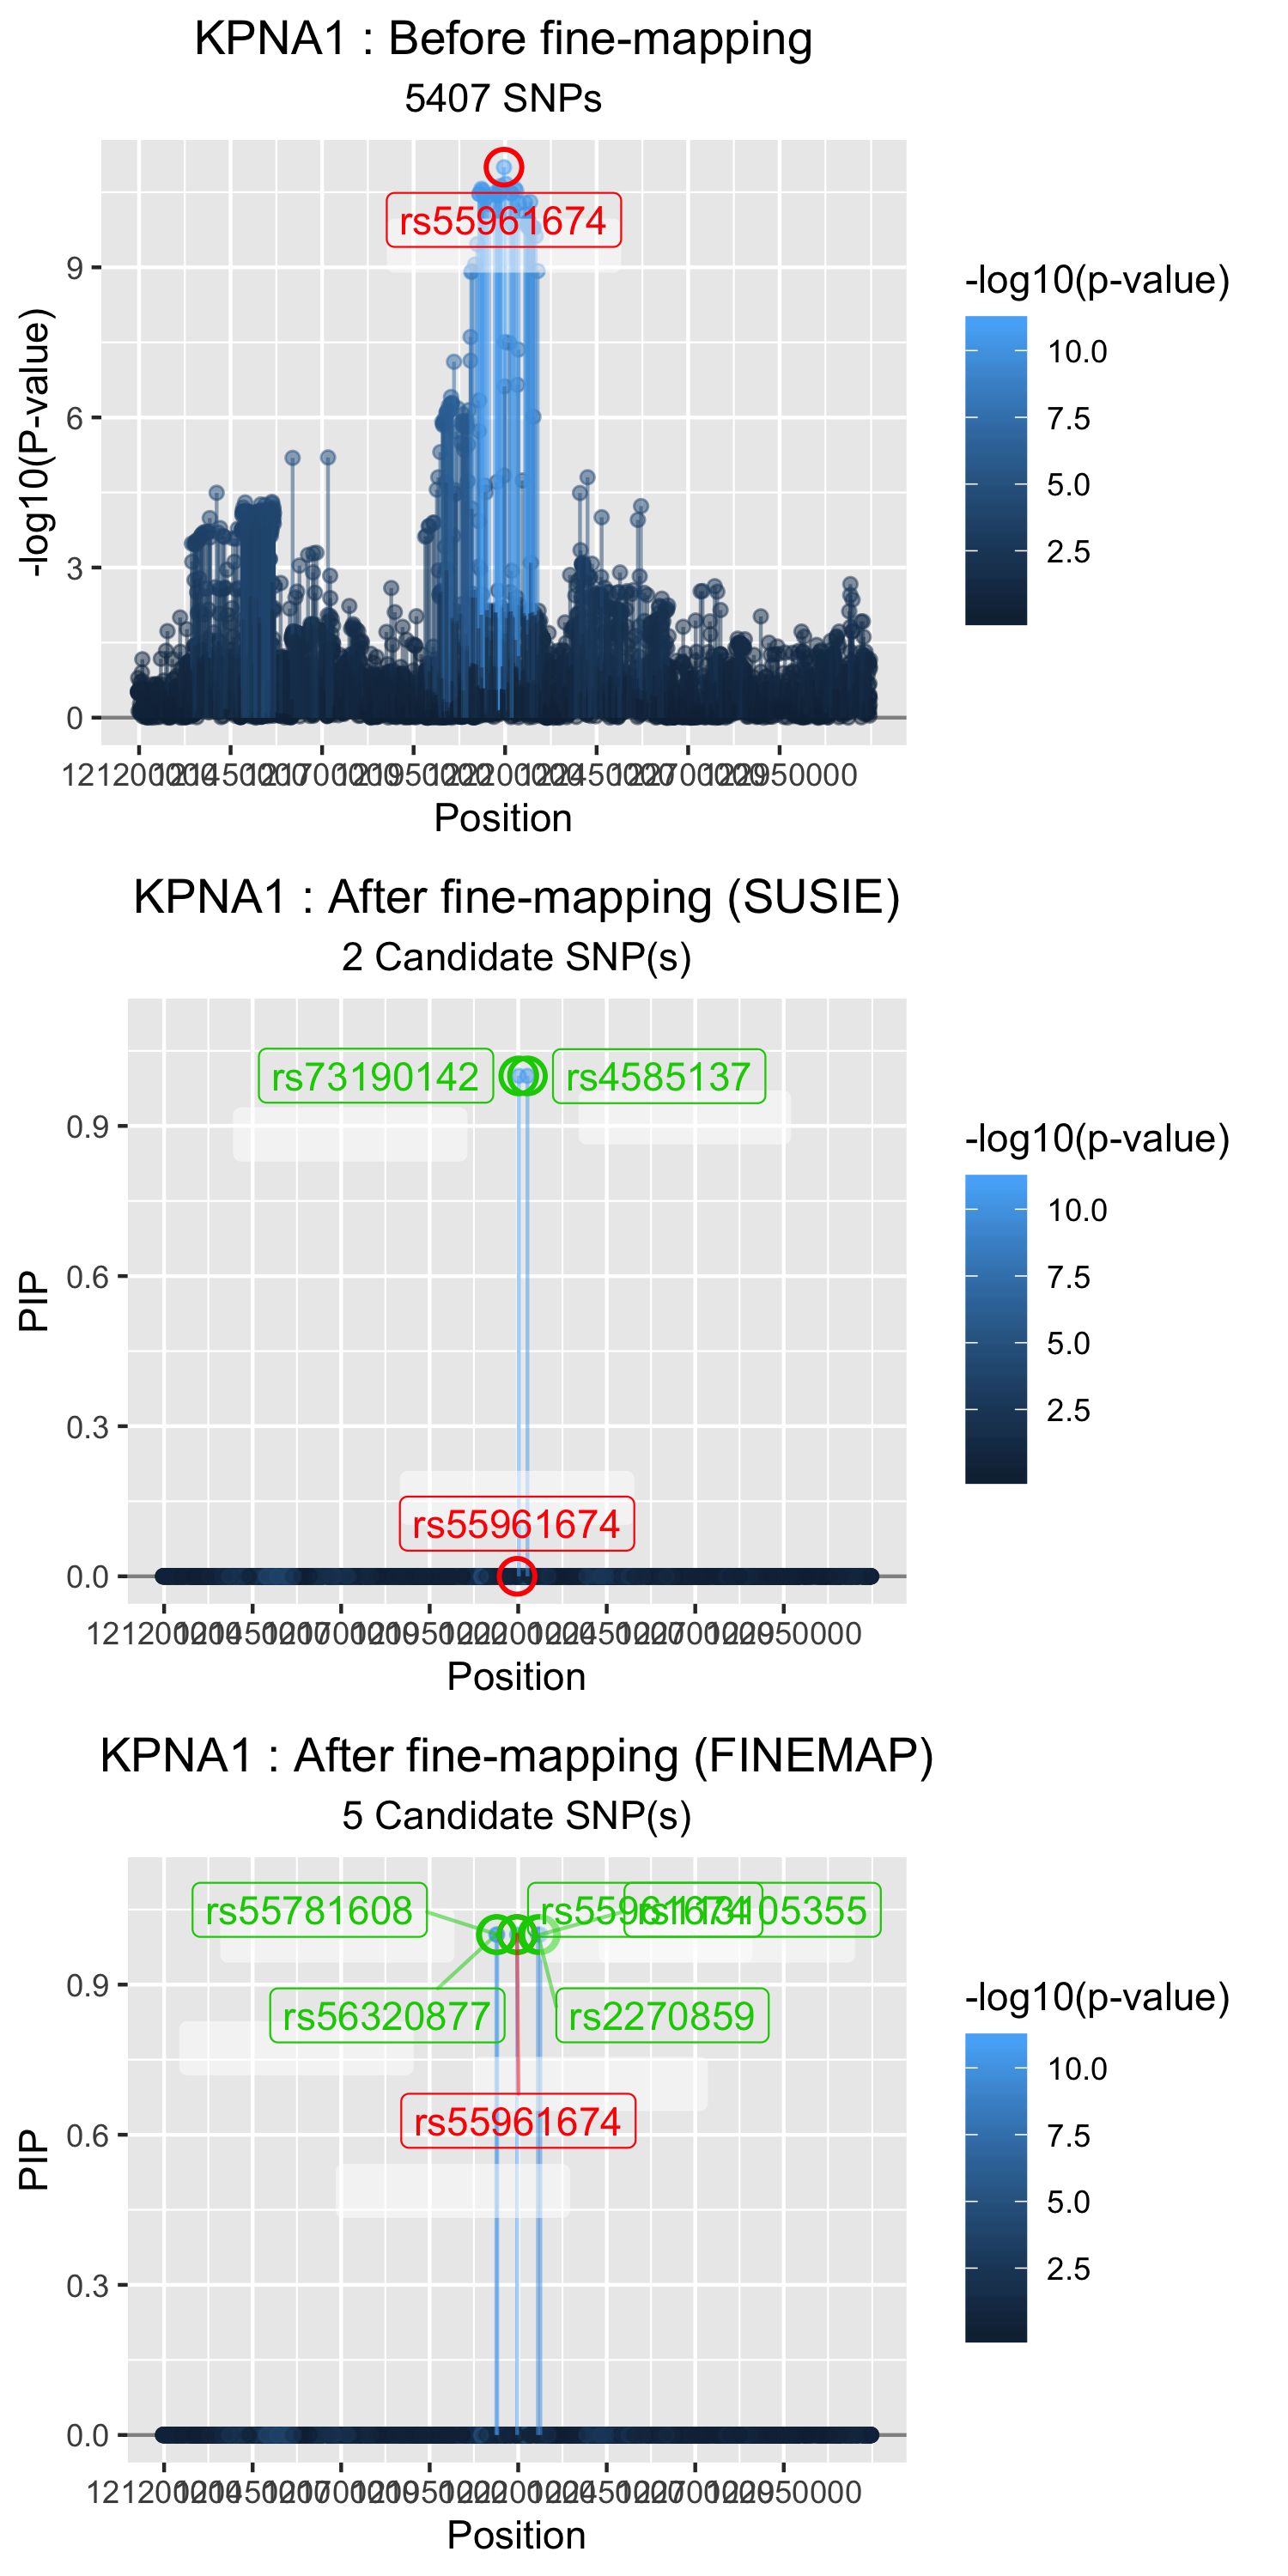 KPNA1 : Before fine-mapping
5407 SNPs
-log10(P-value)
9
6
3
0
rs55961674
Position
-log10(p-value)
10.0
7.5
5.0
2.5
KPNA1 : After fine-mapping (SUSIE)
2 Candidate SNP(s)
PIP
0.9
0.6
0.3
0.0
rs73190142
rs4585137
rs55961674
Position
-log10(p-value)
10.0
7.5
5.0
2.5
KPNA1 : After fine-mapping (FINEMAP)
5 Candidate SNP(s)
PIP
0.9
0.6
0.3
0.0
rs55781608
rs55961674
rs56320877
rs2270859
rs55961674
Position
-log10(p-value)
10.0
7.5
5.0
2.5